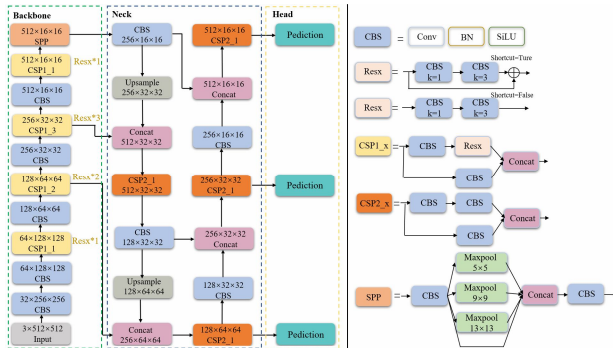 Backbone
512×16×16
SPP
512×16×16
CSP1_1
Resx*1
512×16×16
CBS
256×32×32
CSP1_3
Resx*3
256×32×32
CBS
128×64×64
CSP1_2
Resx*2
128×64×64
CBS
64×128×128
CSP1_1
Resx*1
64×128×128
CBS
32×256×256
CBS
3×512×512
Input
Neck
CBS
256×16×16
Upsample
256×32×32
Concat
512×32×32
CSP2_1
512×32×32
CBS
128×32×32
Upsample
128×64×64
Concat
256×64×64
512×16×16
CSP2_1
512×16×16
Concat
256×16×16
CBS
256×32×32
CSP2_1
256×32×32
Concat
128×32×32
CBS
128×64×64
CSP2_1
Head
Pediction
Pediction
Pediction
CBS
=
Conv
BN
SiLU
Resx
=
CBS
k=1
CBS
k=3
Shortcut=Ture
Resx
=
CBS
k=1
CBS
k=3
Shortcut=False
CSP1_x
=
CBS
Resx
CBS
Concat
CSP2_x
=
CBS
CBS
CBS
Concat
SPP
=
CBS
Maxpool
5×5
Maxpool
9×9
Maxpool
13×13
Concat
CBS